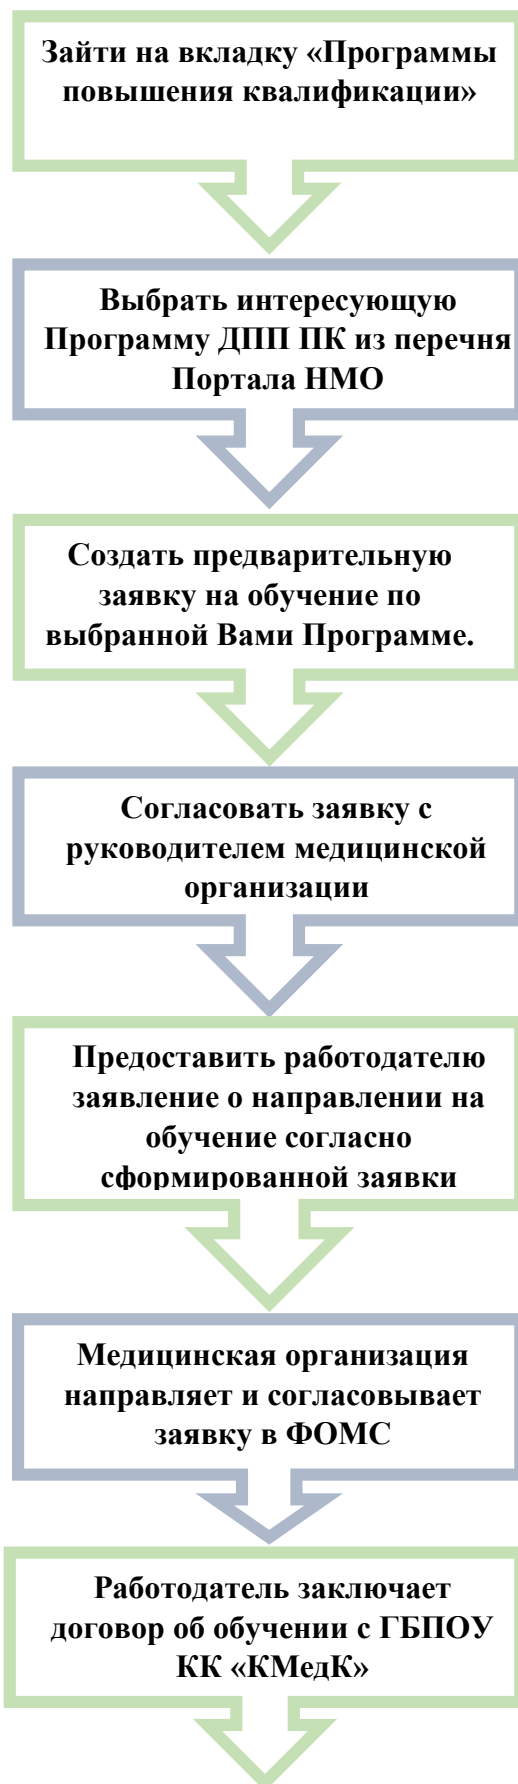 Зайти на вкладку «Программы
повышения квалификации»
Выбрать интересующую
Программу ДПП ПК из перечня
Портала НМО
Создать предварительную
заявку на обучение по
выбранной Вами Программе.
Согласовать заявку с
руководителем медицинской
организации
Предоставить работодателю
заявление о направлении на
обучение согласно
сформированной заявки
Медицинская организация
направляет и согласовывает
заявку в ФОМС
Работодатель заключает
договор об обучении с ГБПОУ
КК «КМедК»